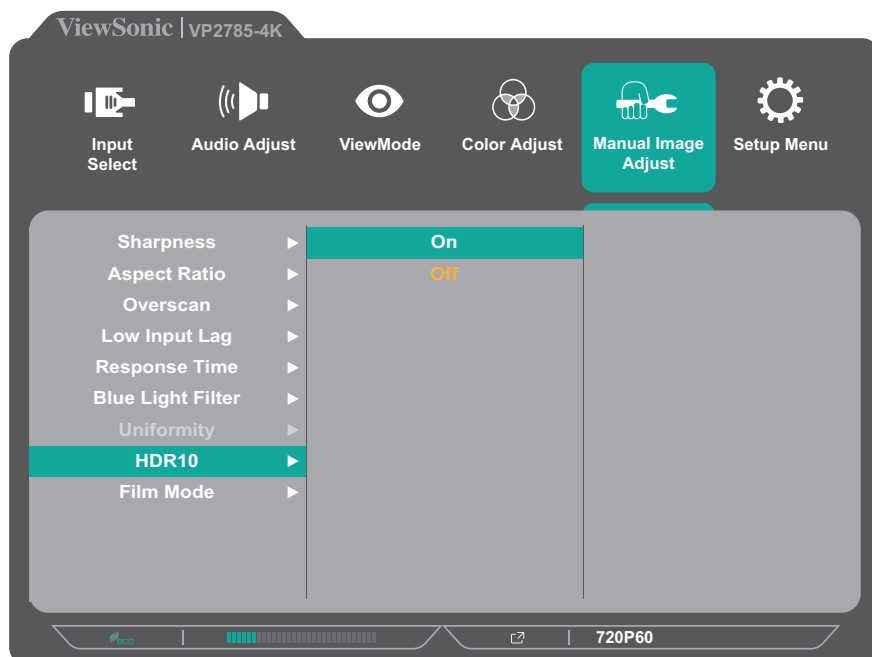 ViewSonic | VP2785-4K
Input Select
Audio Adjust
ViewMode
Color Adjust
Manual Image Adjust
Setup Menu
Sharpness
Aspect Ratio
Overscan
Low Input Lag
Response Time
Blue Light Filter
Uniformity
HDR10
Film Mode
On
Off
eco
720P60